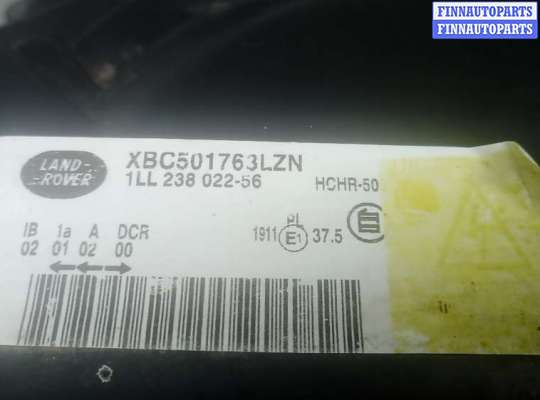 FINNAUTOPARTS
FINNAUTOPARTS
LAND-
-ROVER
XBC501763LZN
1LL 238 022-56 HCHR-50
IB 1a A DCR
02 01 02 00
PL
1911 E1 37.5 自